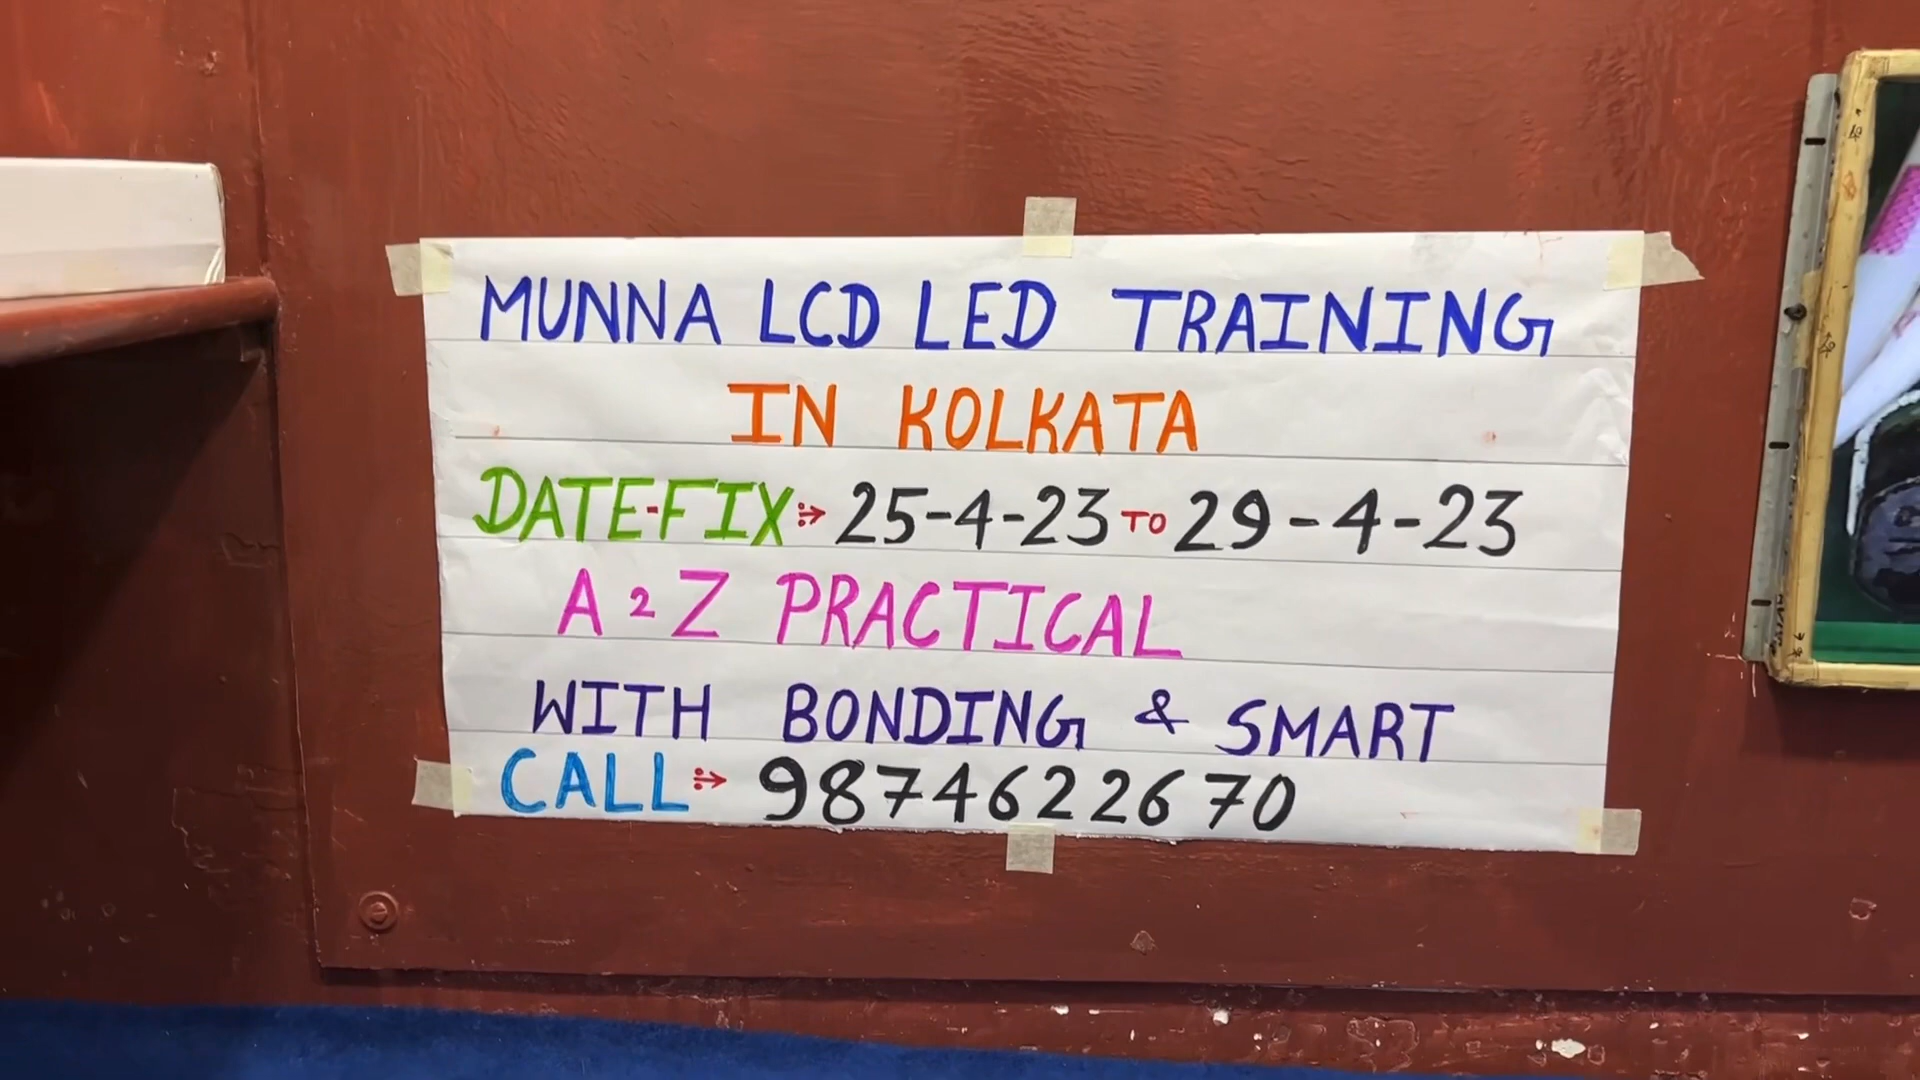 MUNNA LCD LED TRAINING
IN KOLKATA
DATE-FIX:→ 25-4-23 TO 29-4-23
A 2 Z PRACTICAL
WITH BONDING & SMART
CALL:→ 9874622670